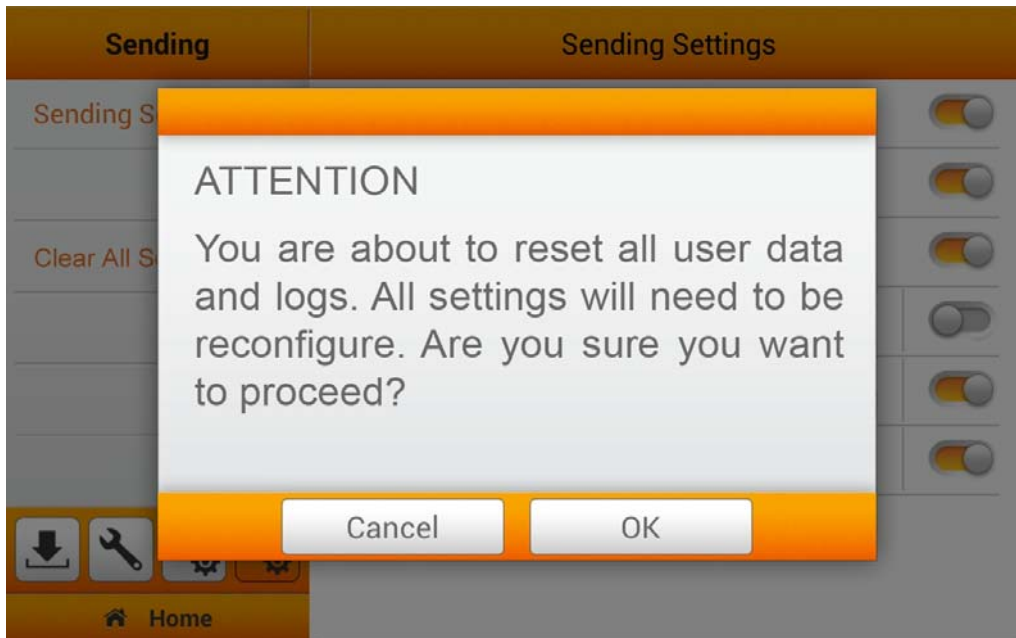 Sending
Sending Settings
Sending S
Clear All S
ATTENTION
You are about to reset all user data
and logs. All settings will need to be
reconfigure. Are you sure you want
to proceed?
Cancel
OK
Home